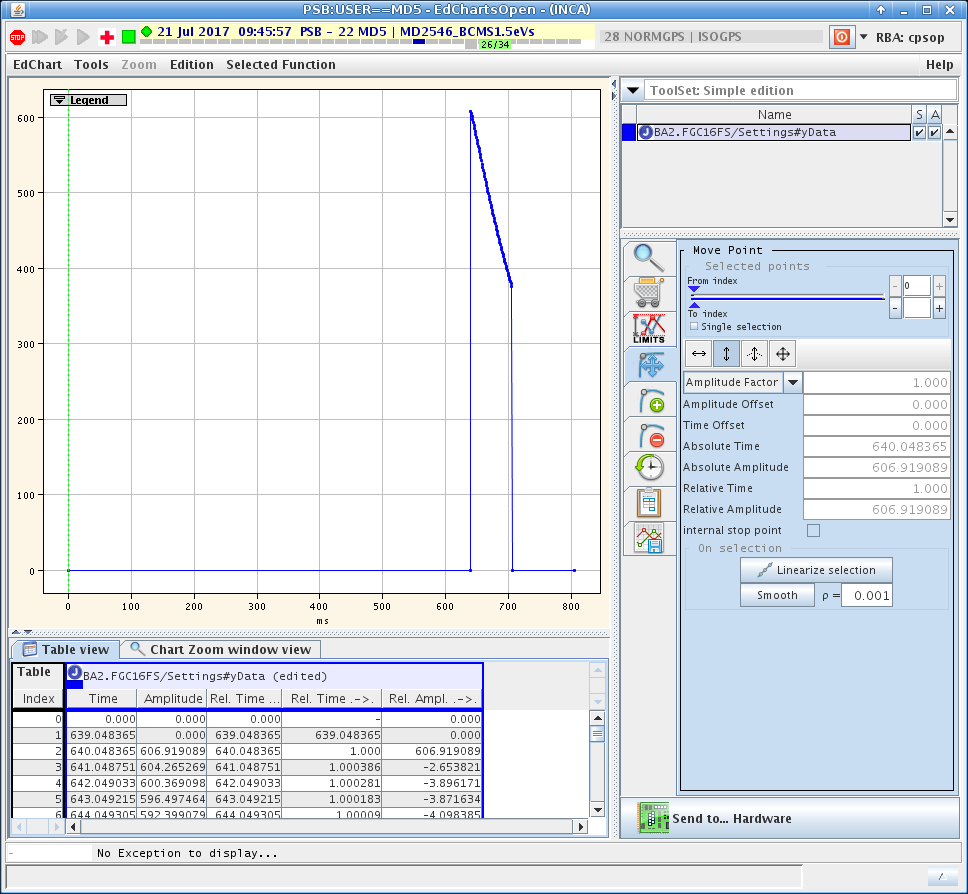 PSB:USER==MD5 - EdChartsOpen - (INCA)
STOP
21 Jul 2017 09:45:57 PSB - 22 MD5 | MD2546_BCMS1.5eVs
26/34
28 NORMGPS | ISOGPS
RBA: cpsop
EdChart Tools Zoom Edition Selected Function Help
Legend
600
500
400
300
200
100
0
0 100 200 300 400 500 600 700 800
ms
ToolSet: Simple edition
Name S A
BA2.FGC16FS/Settings#yData
LIMITS
Move Point
Selected points
From index
- 0 +
To index
- +
Single selection
Amplitude Factor 1.000
Amplitude Offset 0.000
Time Offset 0.000
Absolute Time 640.048365
Absolute Amplitude 606.919089
Relative Time 1.000
Relative Amplitude 606.919089
internal stop point
On selection
Linearize selection
Smooth ρ = 0.001
Table view Chart Zoom window view
Table J BA2.FGC16FS/Settings#yData (edited)
Index Time Amplitude Rel. Time ... Rel. Time .->. Rel. Ampl. .->.
0 0.000 0.000 0.000 - 0.000
1 639.048365 0.000 639.048365 639.048365 0.000
2 640.048365 606.919089 640.048365 1.000 606.919089
3 641.048751 604.265269 641.048751 1.000386 -2.653821
4 642.049033 600.369098 642.049033 1.000281 -3.896171
5 643.049215 596.497464 643.049215 1.000183 -3.871634
6 644.049305 592.399079 644.049305 1.00009 -4.098385
Send to... Hardware
- No Exception to display...